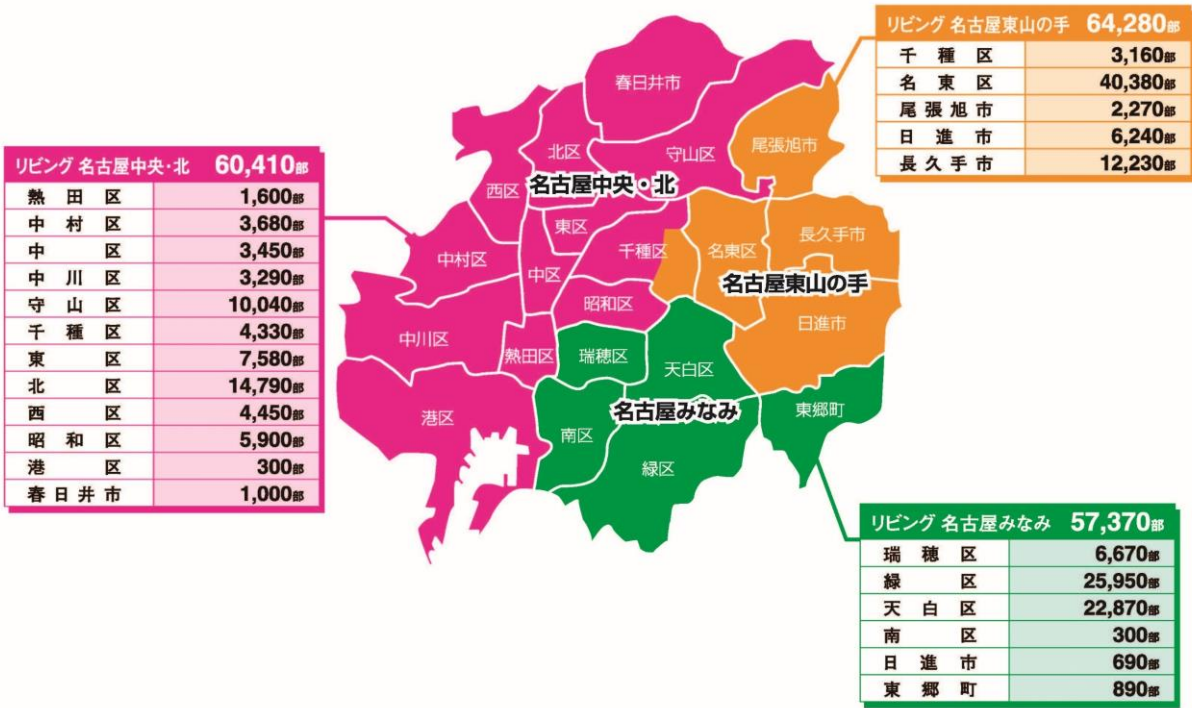 リビング 名古屋東山の手 64,280部
千種区 3,160部
名東区 40,380部
尾張旭市 2,270部
日進市 6,240部
長久手市 12,230部
リビング 名古屋中央・北 60,410部
熱田区 1,600部
中村区 3,680部
中区 3,450部
中川区 3,290部
守山区 10,040部
千種区 4,330部
東区 7,580部
北区 14,790部
西区 4,450部
昭和区 5,900部
港区 300部
春日井市 1,000部
春日井市
北区
守山区
尾張旭市
西区
名古屋中央・北
東区
千種区
名東区
長久手市
中村区
中区
名古屋東山の手
昭和区
日進市
中川区
熱田区
瑞穂区
天白区
港区
名古屋みなみ
東郷町
南区
緑区
リビング 名古屋みなみ 57,370部
瑞穂区 6,670部
緑区 25,950部
天白区 22,870部
南区 300部
日進市 690部
東郷町 890部